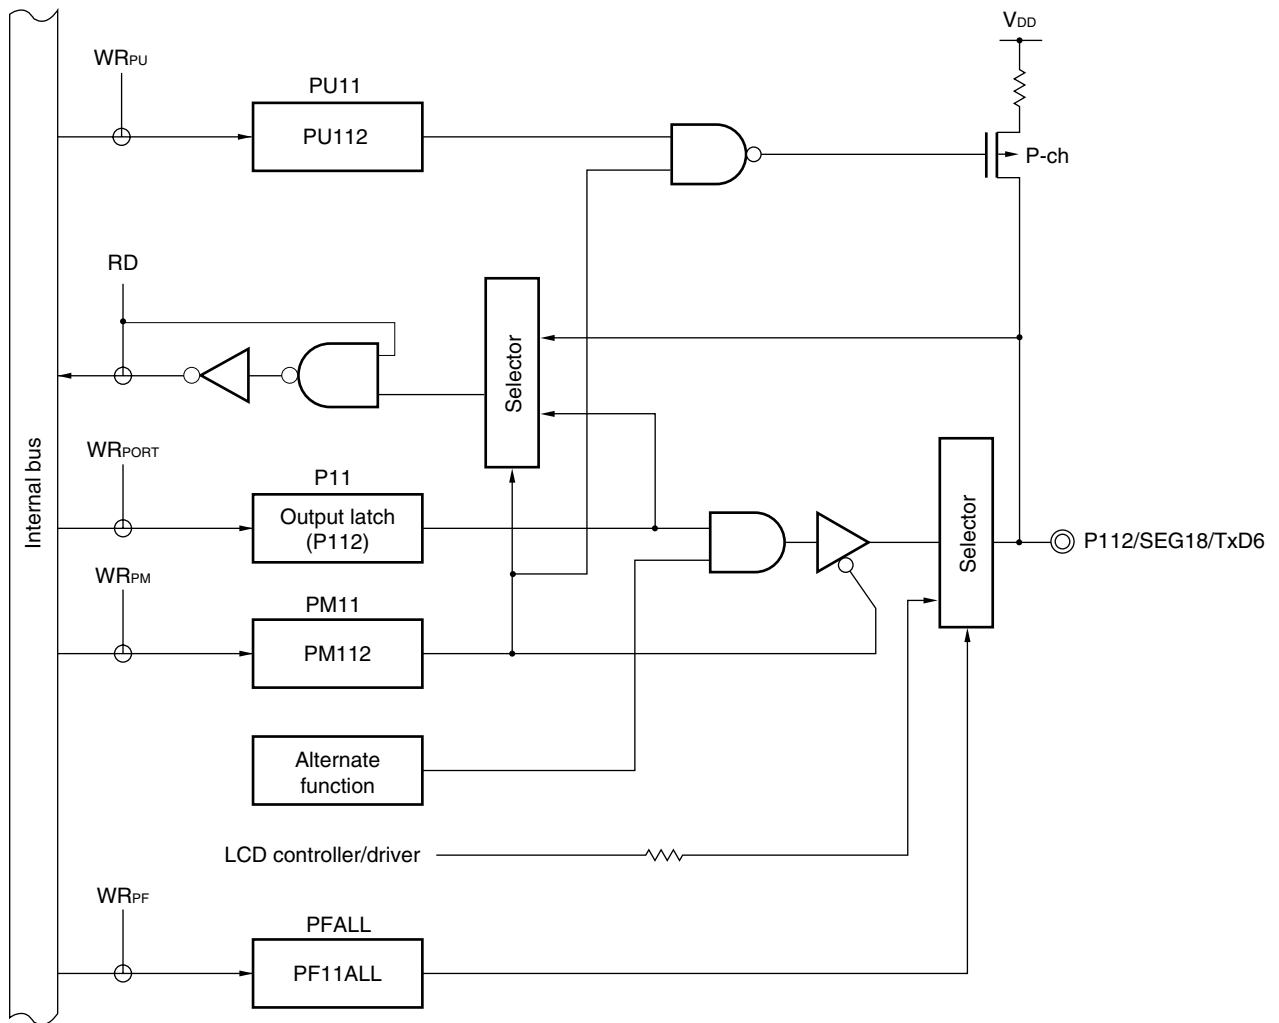 VDD
WRPU
PU11
PU112
P-ch
RD
Selector
Internal bus
WRPORT
P11
Output latch
(P112)
Selector
P112/SEG18/TxD6
WRPM
PM11
PM112
Alternate
function
LCD controller/driver
WRPF
PFALL
PF11ALL